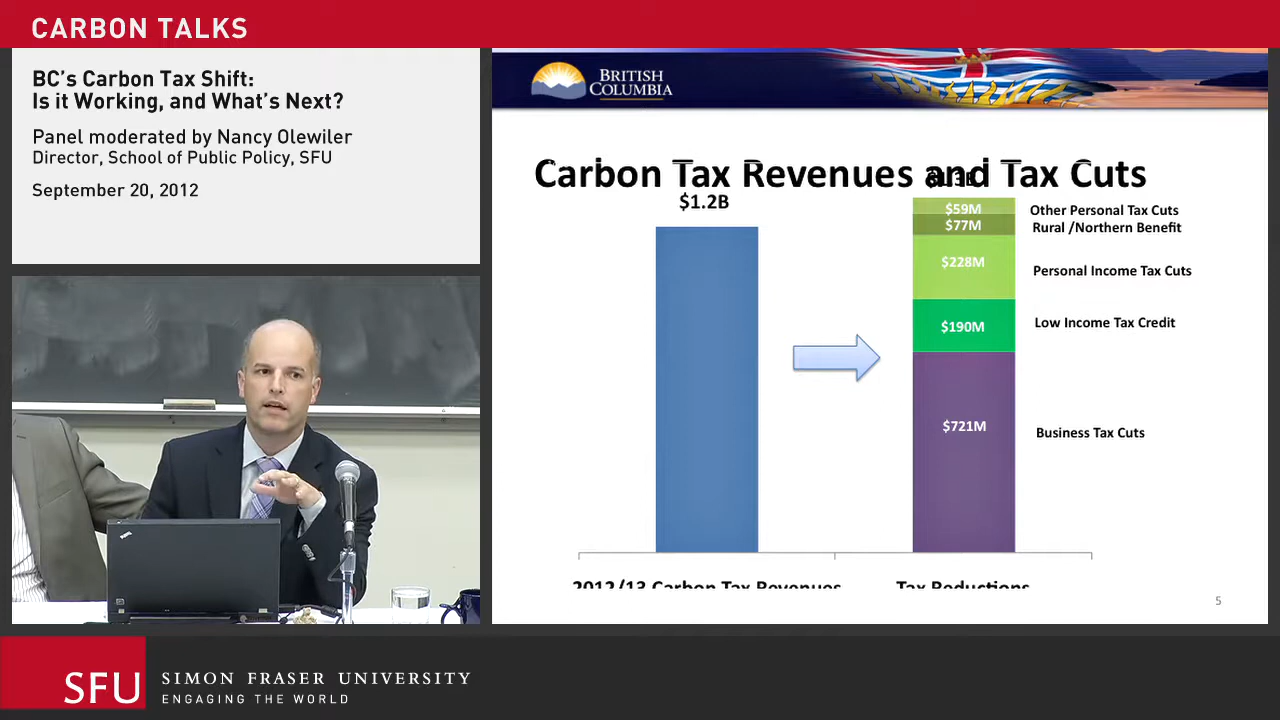 CARBON TALKS
BC's Carbon Tax Shift:
Is it Working, and What's Next?
Panel moderated by Nancy Olewiler
Director, School of Public Policy, SFU
September 20, 2012
BRITISH
COLUMBIA
Carbon Tax Revenues and Tax Cuts
$1.2B
$59M
Other Personal Tax Cuts
$77M
Rural /Northern Benefit
$228M
Personal Income Tax Cuts
$190M
Low Income Tax Credit
$721M
Business Tax Cuts
2012/13 Carbon Tax Revenues
Tax Reductions
5
SFU
SIMON FRASER UNIVERSITY
ENGAGING THE WORLD